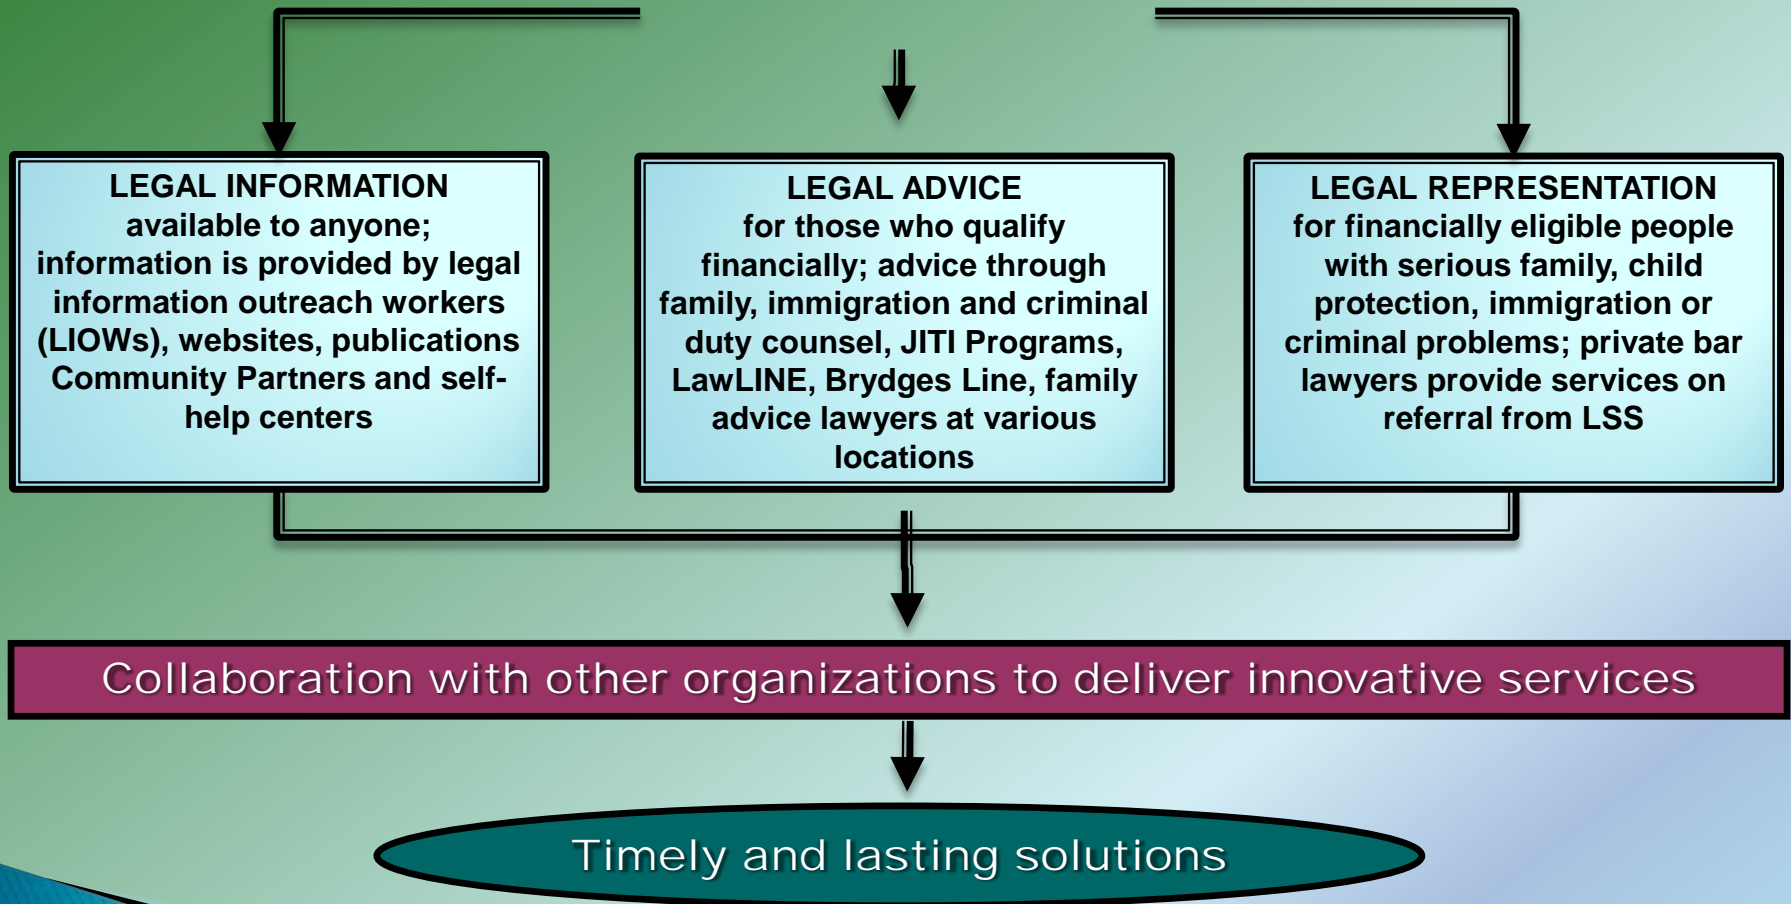 LEGAL INFORMATION
available to anyone;
information is provided by legal
information outreach workers
(LIOWs), websites, publications
Community Partners and self-
help centers
LEGAL ADVICE
for those who qualify
financially; advice through
family, immigration and criminal
duty counsel, JITI Programs,
LawLINE, Brydges Line, family
advice lawyers at various
locations
LEGAL REPRESENTATION
for financially eligible people
with serious family, child
protection, immigration or
criminal problems; private bar
lawyers provide services on
referral from LSS
Collaboration with other organizations to deliver innovative services
Timely and lasting solutions